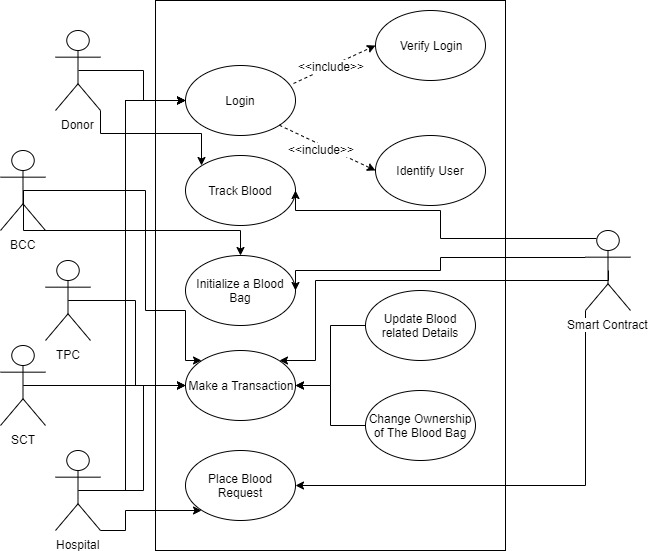 Verify Login
<<include>>
Login
Donor
<<include>>
Identify User
Track Blood
BCC
Initialize a Blood
Bag
Smart Contract
Update Blood
related Details
TPC
Make a Transaction
Change Ownership
of The Blood Bag
SCT
Place Blood
Request
Hospital